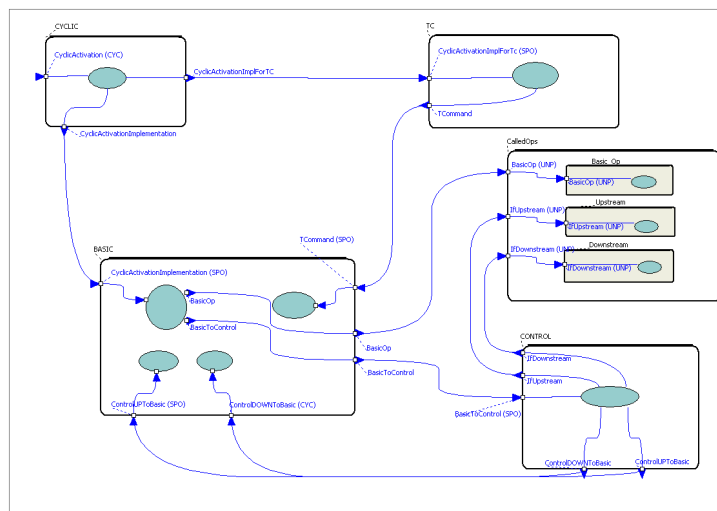 CYCLIC
TC
CyclicActivation (CYC)
CyclicActivationImplForTc (SPO)
CyclicActivationImplForTC
TCommand
CyclicActivationImplementation
CalledOps
BasicOp (UNP)
Basic_Op
BasicOp (UNP)
Upstream
IfUpstream (UNP)
IfUpstream (UNP)
Downstream
IfDownstream (UNP)
IfDownstream (UNP)
BASIC
TCommand (SPO)
CyclicActivationImplementation (SPO)
BasicOp
BasicToControl
BasicOp
BasicToControl
CONTROL
IfDownstream
IfUpstream
ControlUPToBasic (SPO)
ControlDOWNToBasic (CYC)
BasicToControl (SPO)
ControlDOWNToBasic
ControlUPToBasic